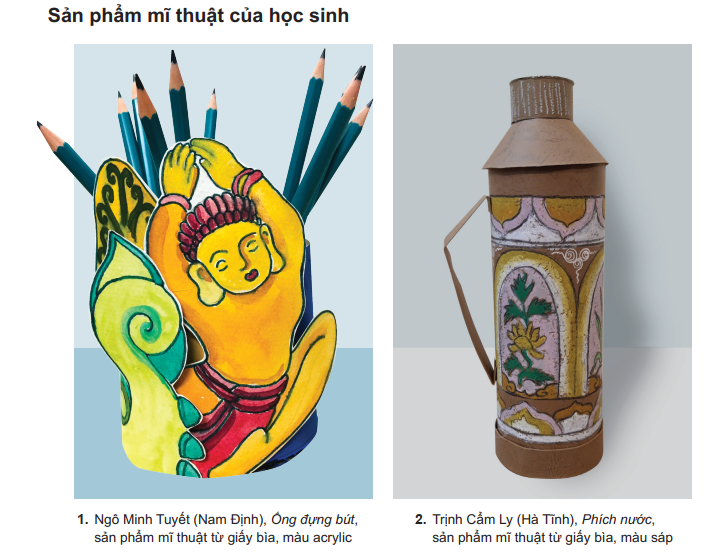 Sản phẩm mĩ thuật của học sinh
1. Ngô Minh Tuyết (Nam Định), Ống đựng bút,
sản phẩm mĩ thuật từ giấy bìa, màu acrylic
2. Trịnh Cẩm Ly (Hà Tĩnh), Phích nước,
sản phẩm mĩ thuật từ giấy bìa, màu sáp